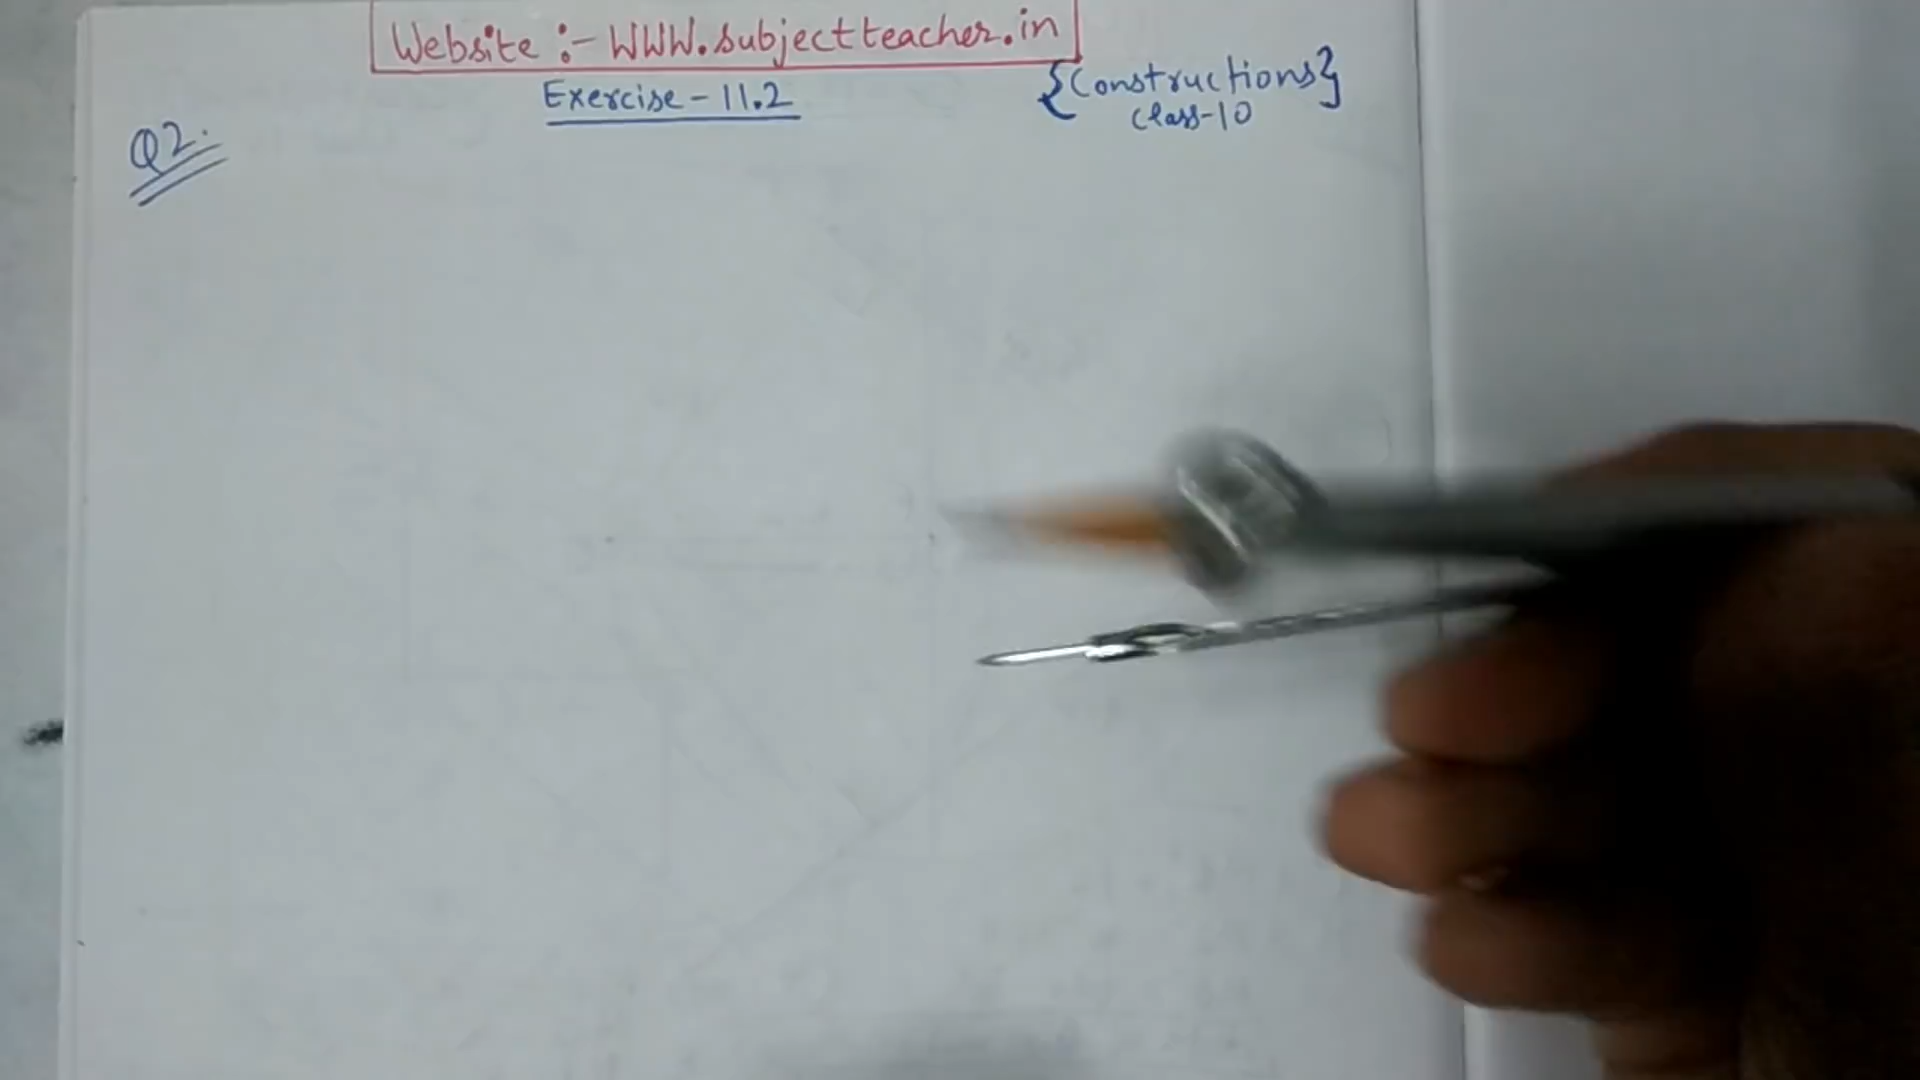 Website :- WWW.subjectteacher.in
Exercise - 11.2
{Constructions}
Class-10
Q2.